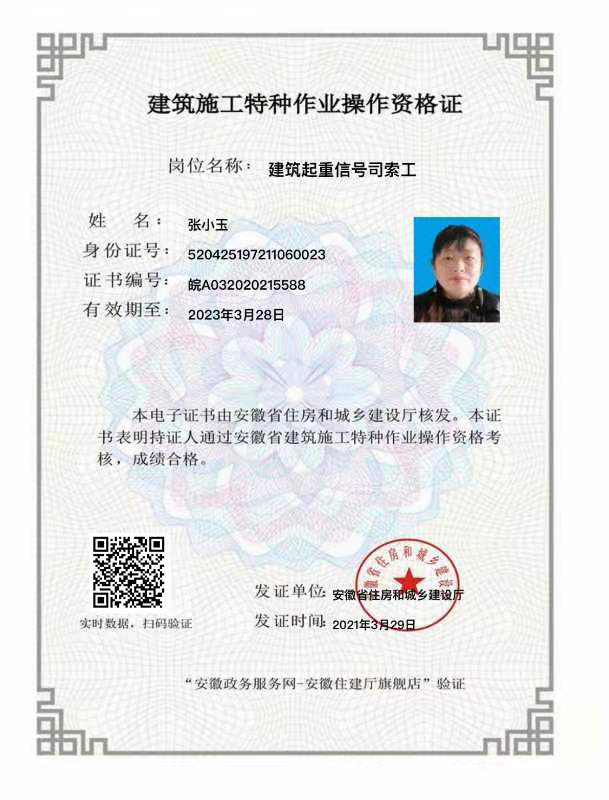 建筑施工特种作业操作资格证
岗位名称： 建筑起重信号司索工
姓 名： 张小玉
身份证号： 520425197211060023
证书编号： 皖A032020215588
有效期至： 2023年3月28日
本电子证书由安徽省住房和城乡建设厅核发。本证
书表明持证人通过安徽省建筑施工特种作业操作资格考
核，成绩合格。
安徽省住房和城乡建设厅
发证单位: 安徽省住房和城乡建设厅
发证时间: 2021年3月29日
实时数据，扫码验证
“安徽政务服务网-安徽住建厅旗舰店”验证